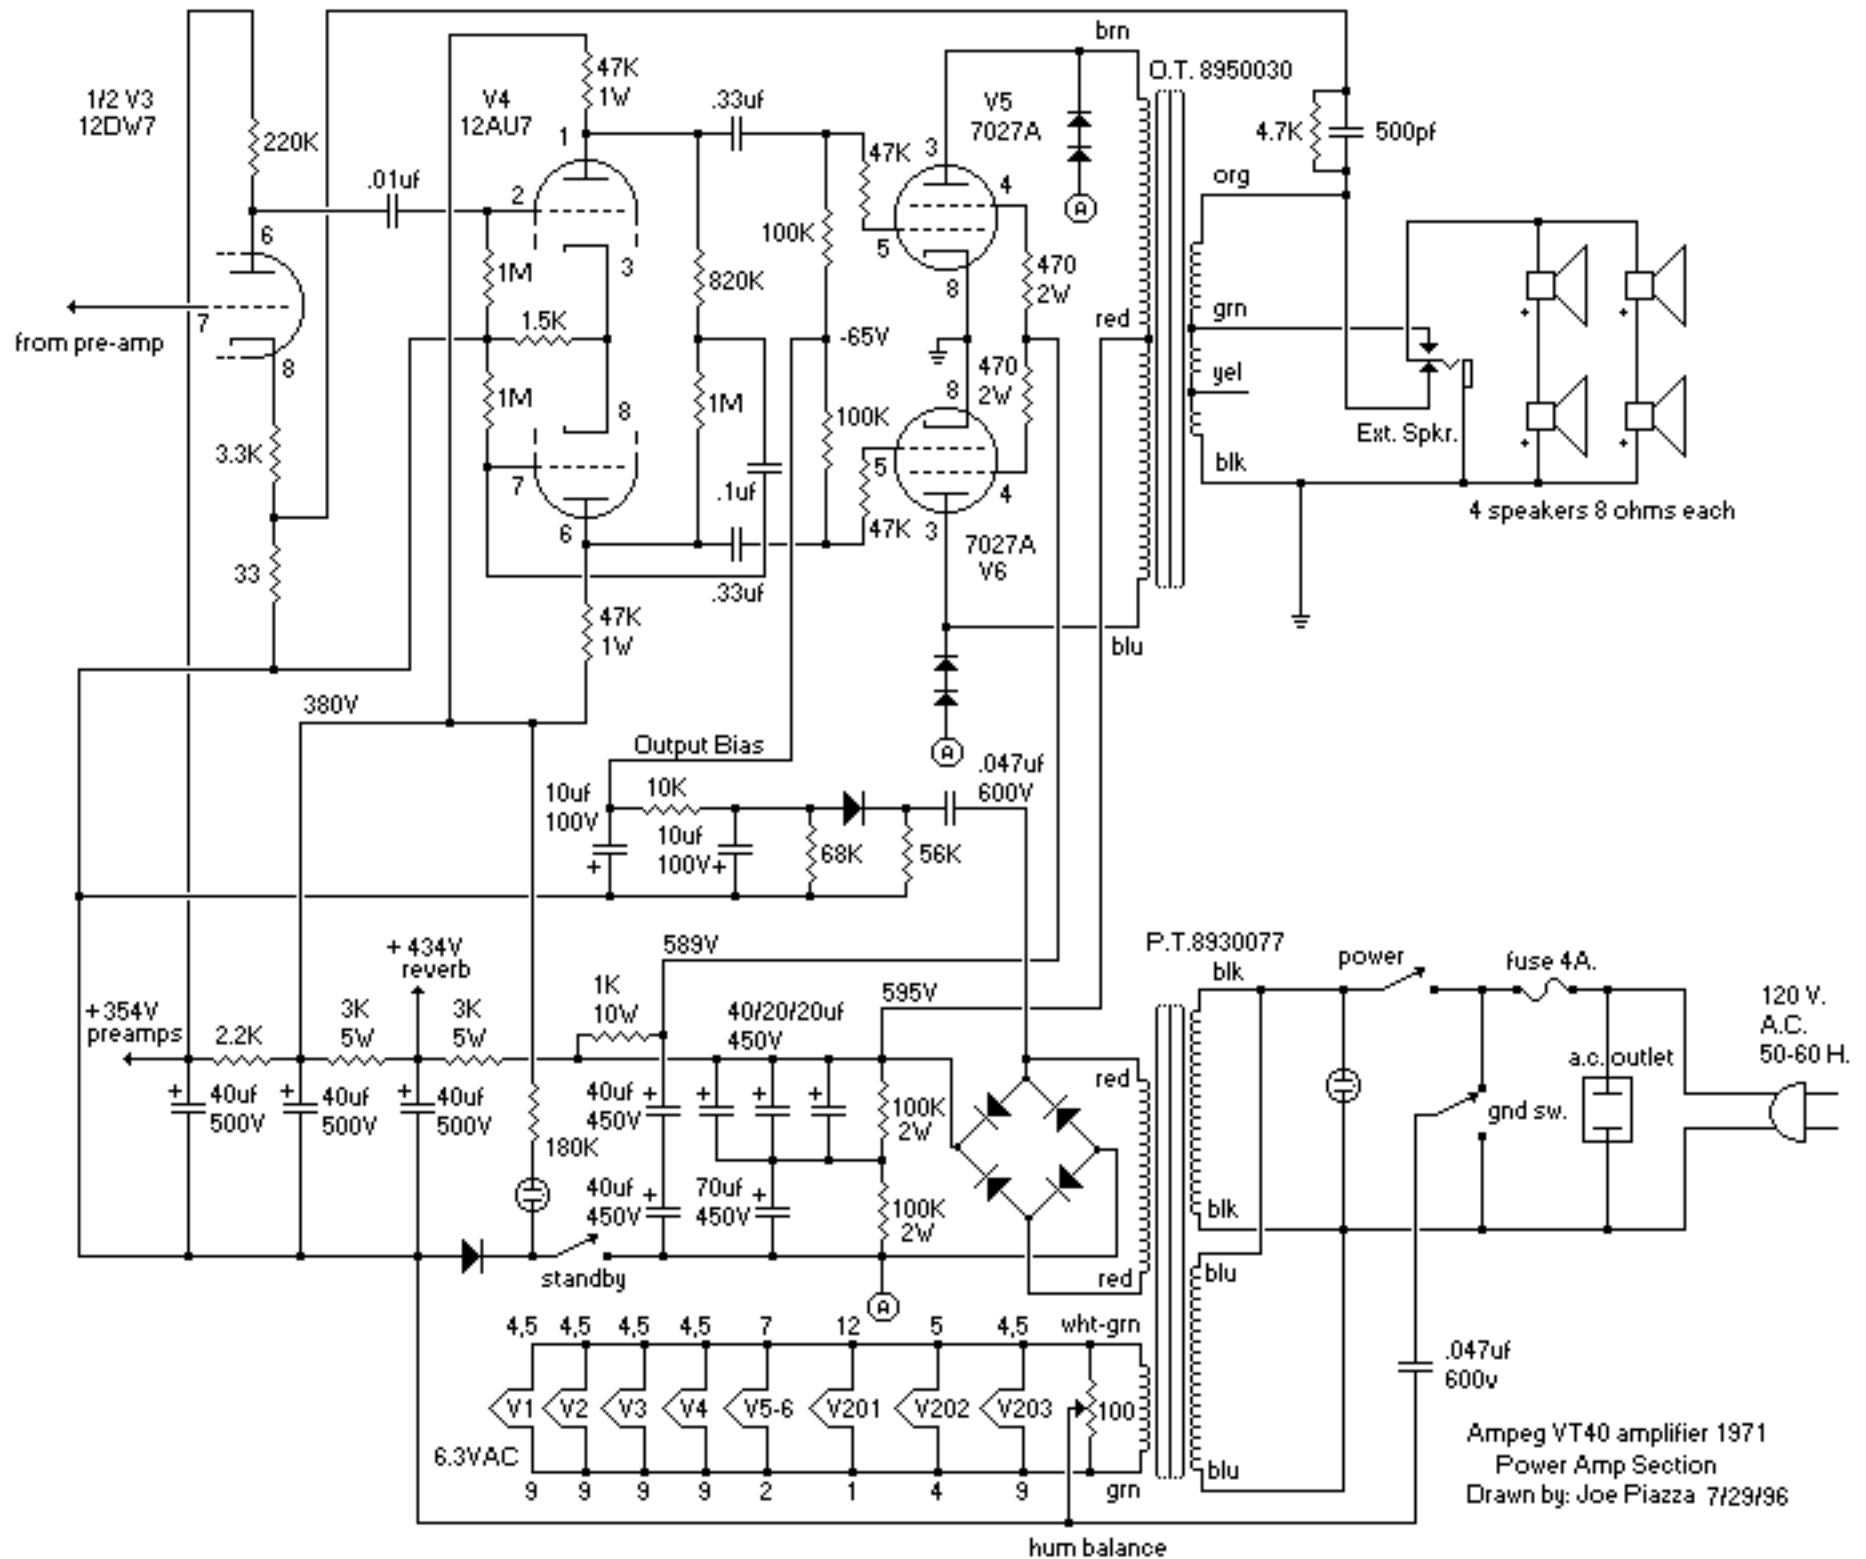 brn
O.T. 8950030
1/2 V3
12DW7
220K
V4
12AU7
47K
1W
1
.33uf
V5
7027A
3
4
47K
5
4.7K
500pf
org
.01uf
2
6
100K
A
1M
3
820K
8
470
2W
grn
7
from pre-amp
1.5K
-65V
red
470
2W
yel
8
1M
8
1M
100K
8
Ext. Spkr.
3.3K
7
.1uf
5
4
blk
4 speakers 8 ohms each
33
6
.33uf
47K
3
7027A
V6
47K
1W
blu
380V
Output Bias
A
.047uf
600V
10uf
100V
10K
10uf
100V
+
+
68K
56K
+ 434V
reverb
589V
P.T.8930077
blk
power
fuse 4A.
+354V
preamps
2.2K
3K
5W
3K
5W
1K
10W
40/20/20uf
450V
595V
120 V.
A.C.
50-60 H.
a.c. outlet
red
gnd sw.
+
40uf
500V
+
40uf
500V
+
40uf
500V
40uf
450V
+
+
+
+
100K
2W
180K
40uf
450V
+
70uf
450V
+
100K
2W
blk
standby
red
blu
A
4,5
4,5
4,5
4,5
7
12
5
4,5
wht-grn
V1
V2
V3
V4
V5-6
V201
V202
V203
100
.047uf
600v
6.3VAC
9
9
9
9
2
1
4
9
grn
blu
hum balance
Ampeg VT40 amplifier 1971
Power Amp Section
Drawn by: Joe Piazza 7/29/96